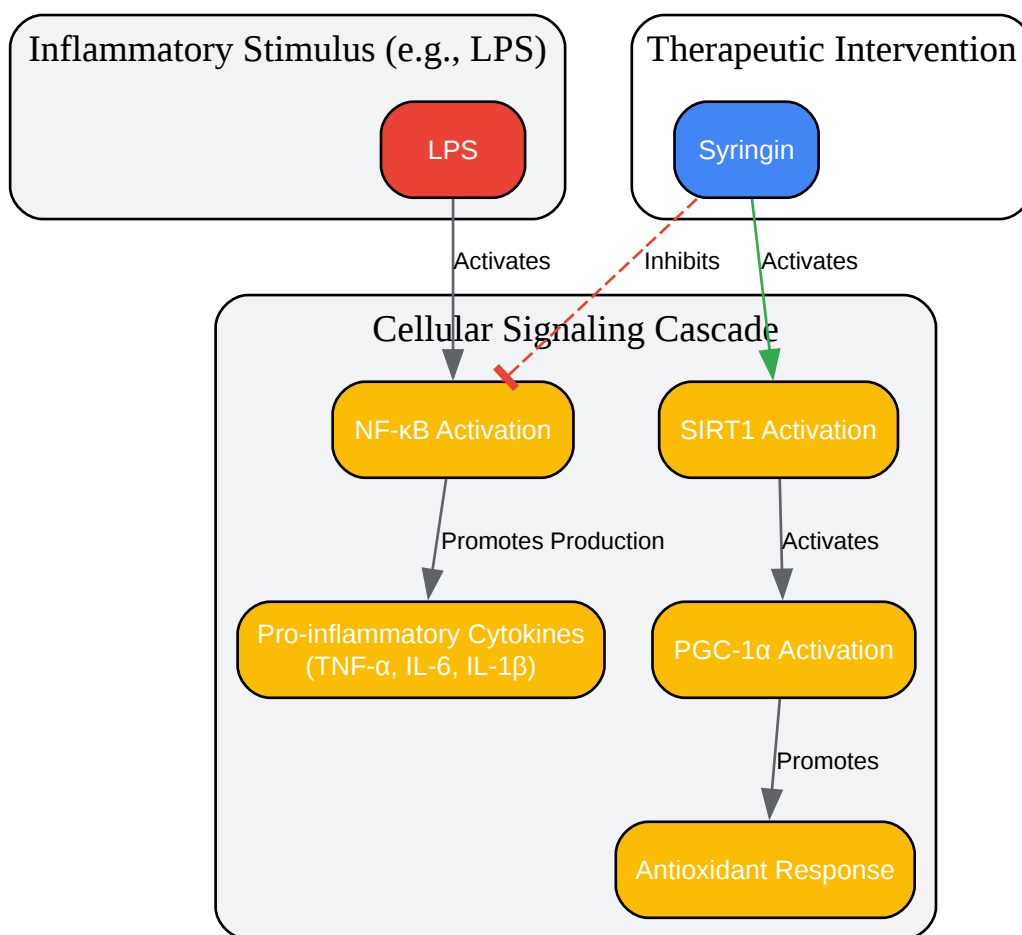 Inflammatory Stimulus (e.g., LPS)
Therapeutic Intervention
LPS
Syringin
Activates
Inhibits
Activates
Cellular Signaling Cascade
NF-κB Activation
SIRT1 Activation
Promotes Production
Activates
Pro-inflammatory Cytokines
(TNF-α, IL-6, IL-1β)
PGC-1α Activation
Promotes
Antioxidant Response